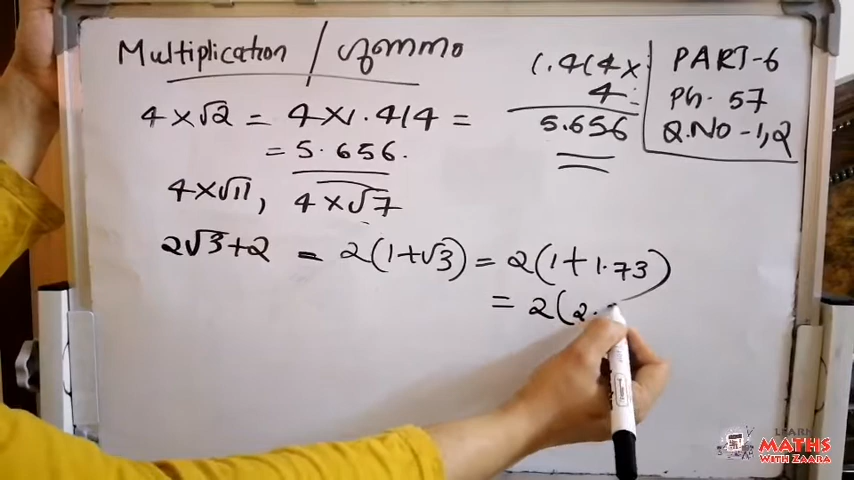 Multiplication / ഗുണനം
4 × √2 = 4 × 1.414 =
= 5.656.
4 × √11, 4 × √7
2√3 + 2 = 2(1+√3) = 2(1 + 1.73)
= 2(2.
1.414 ×
4
5.656
PART-6
PG. 57
Q.NO -1,2
LEARN
MATHS
WITH ZAARA